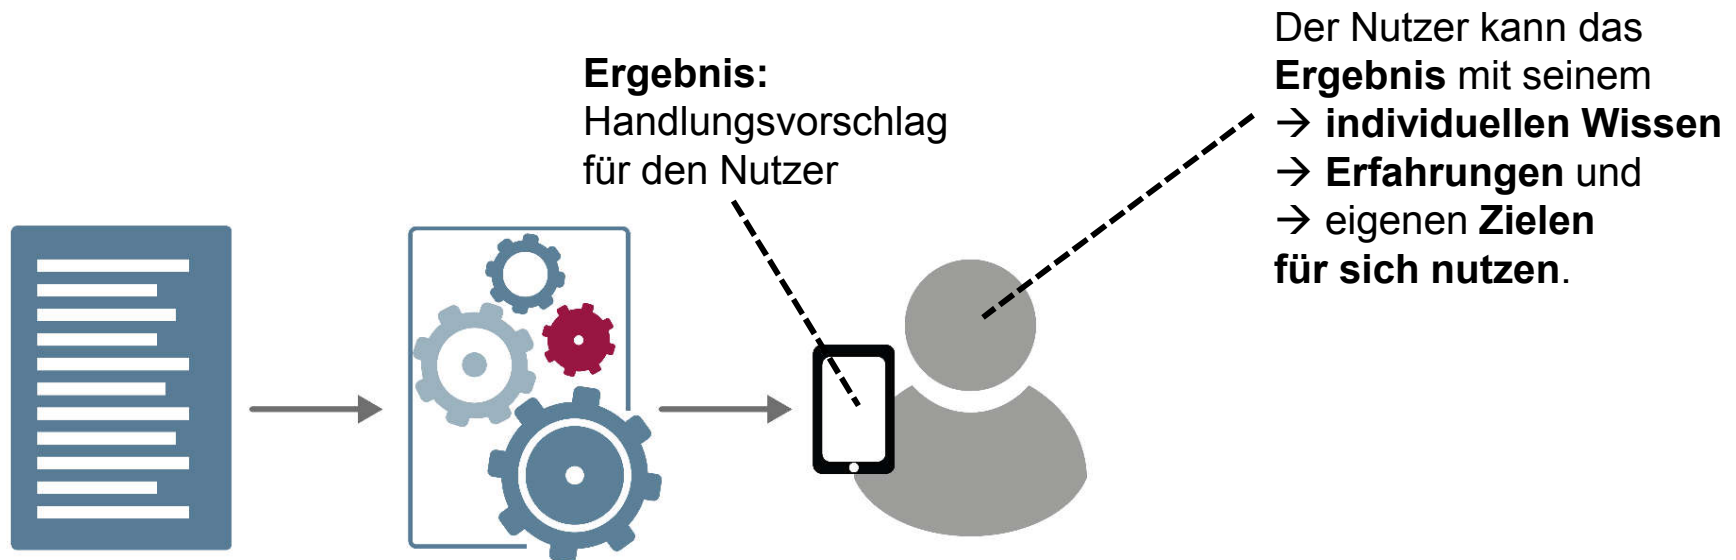 Ergebnis:
Handlungsvorschlag
für den Nutzer
Der Nutzer kann das
Ergebnis mit seinem
→ individuellen Wissen
→ Erfahrungen und
→ eigenen Zielen
für sich nutzen.